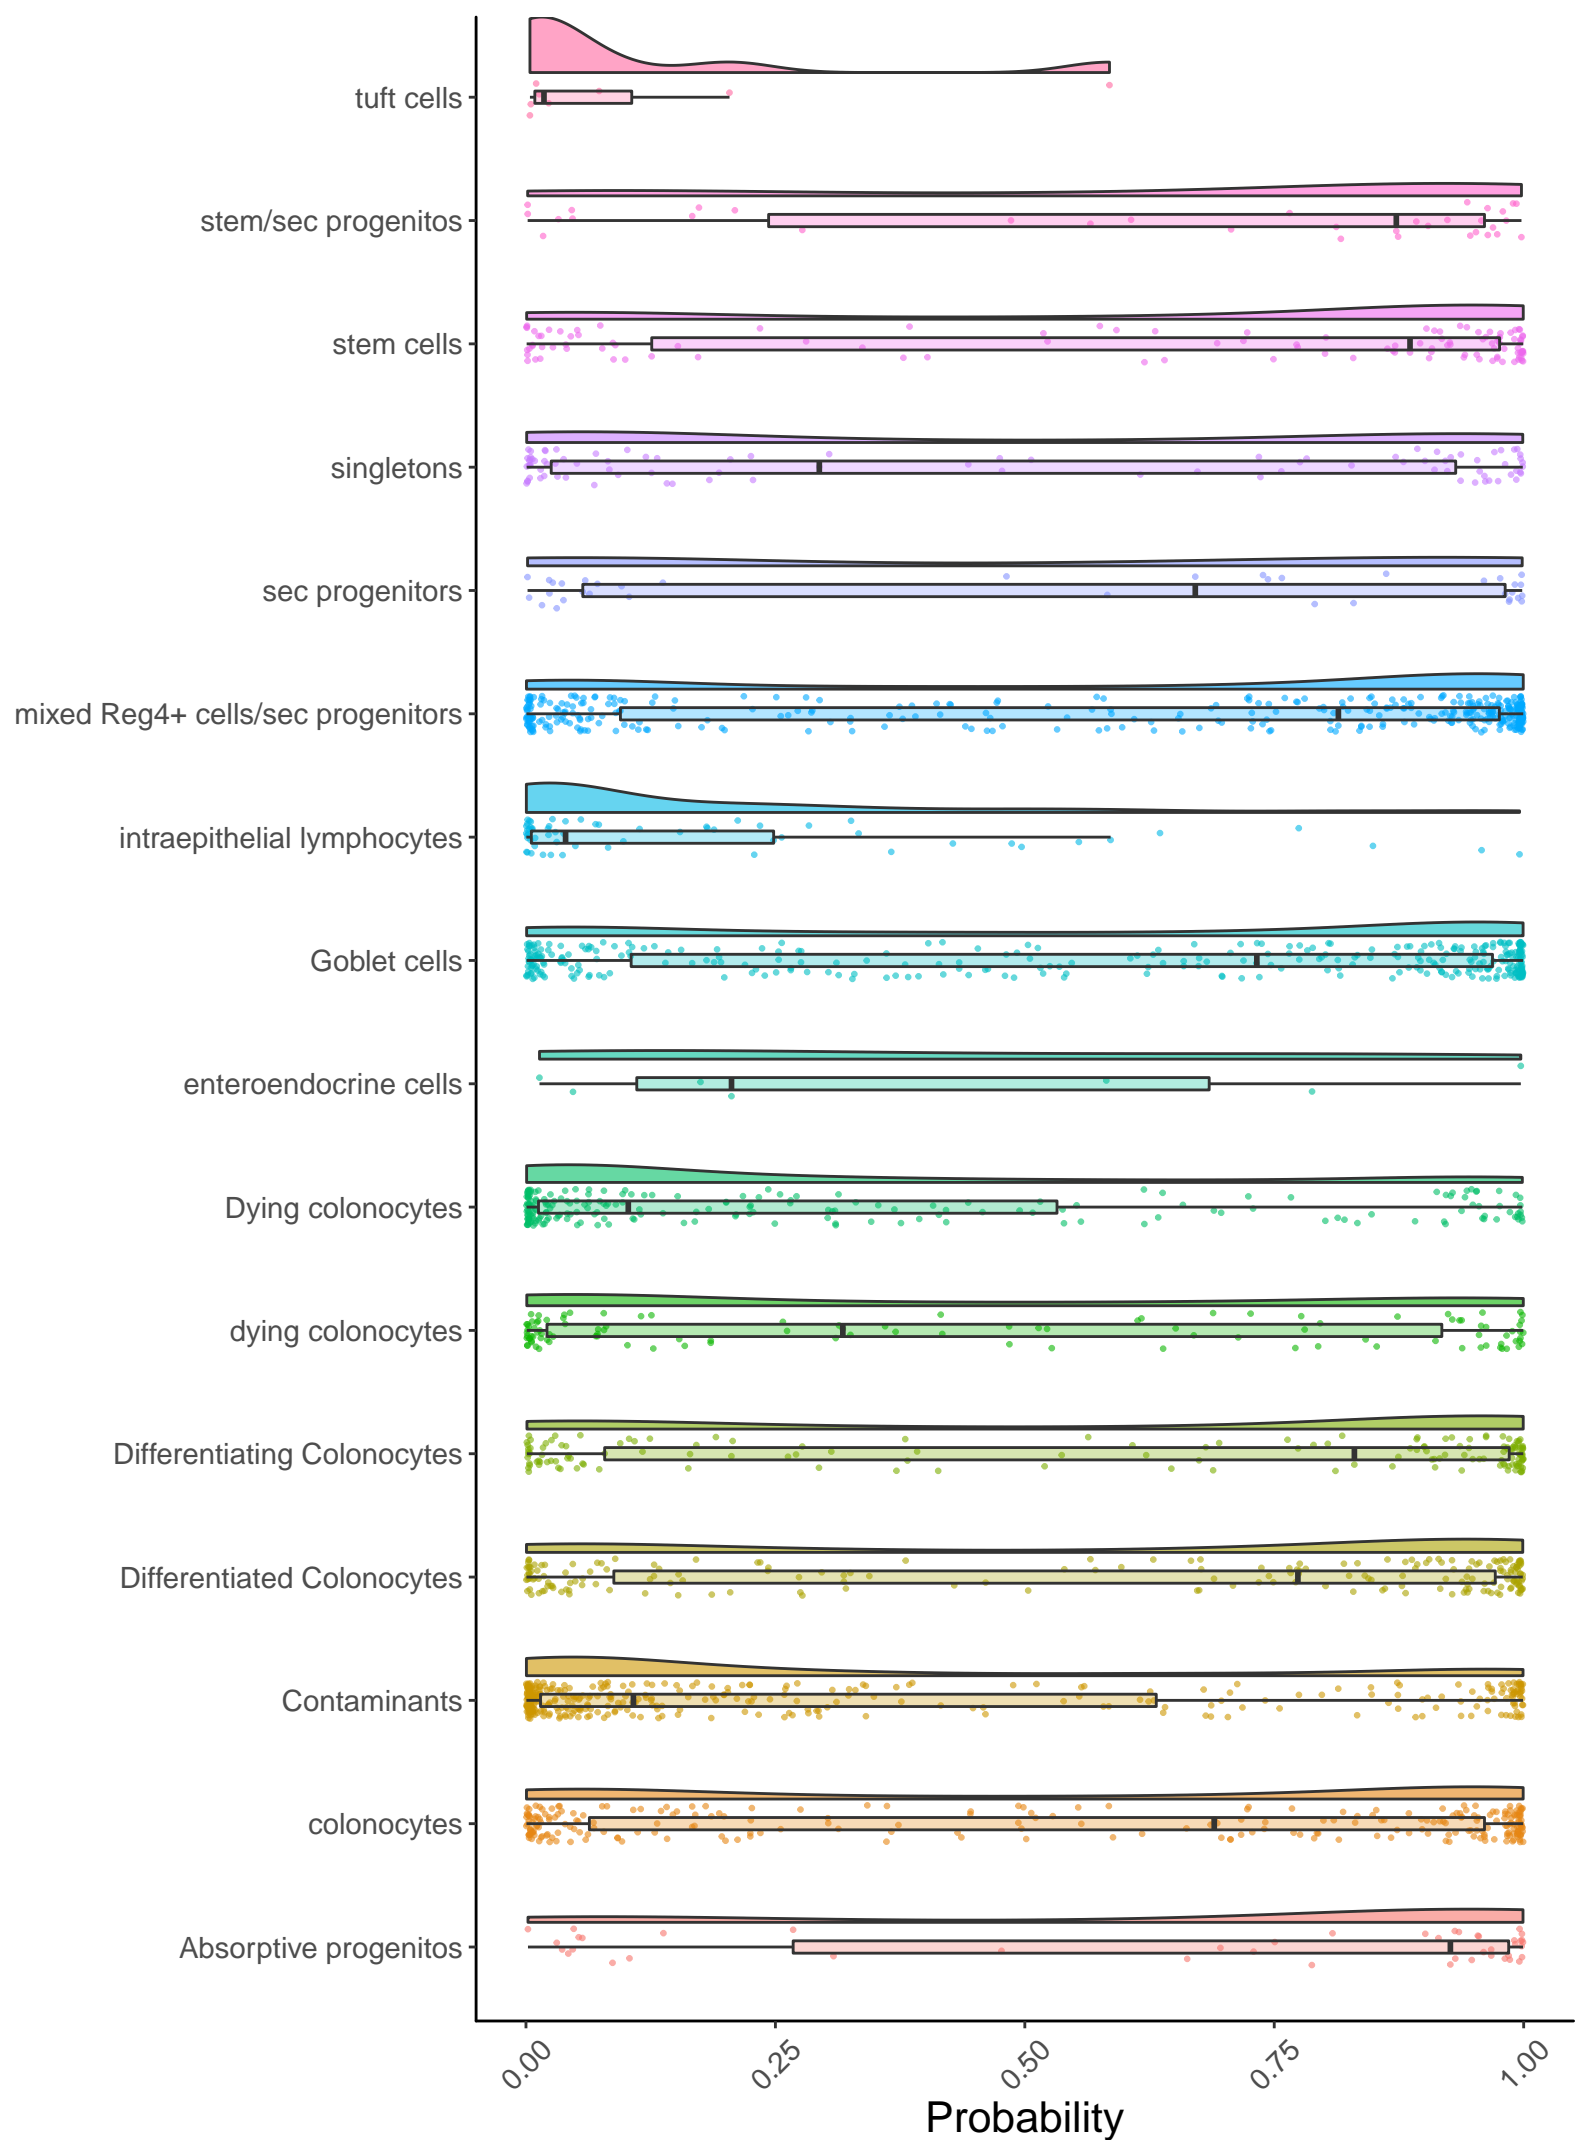 tuft cells
stem/sec progenitos
stem cells
singletons
sec progenitors
mixed Reg4+ cells/sec progenitors
intraepithelial lymphocytes
Goblet cells
enteroendocrine cells
Dying colonocytes
dying colonocytes
Differentiating Colonocytes
Differentiated Colonocytes
Contaminants
colonocytes
Absorptive progenitos
0.00 0.25 0.50 0.75 1.00
Probability